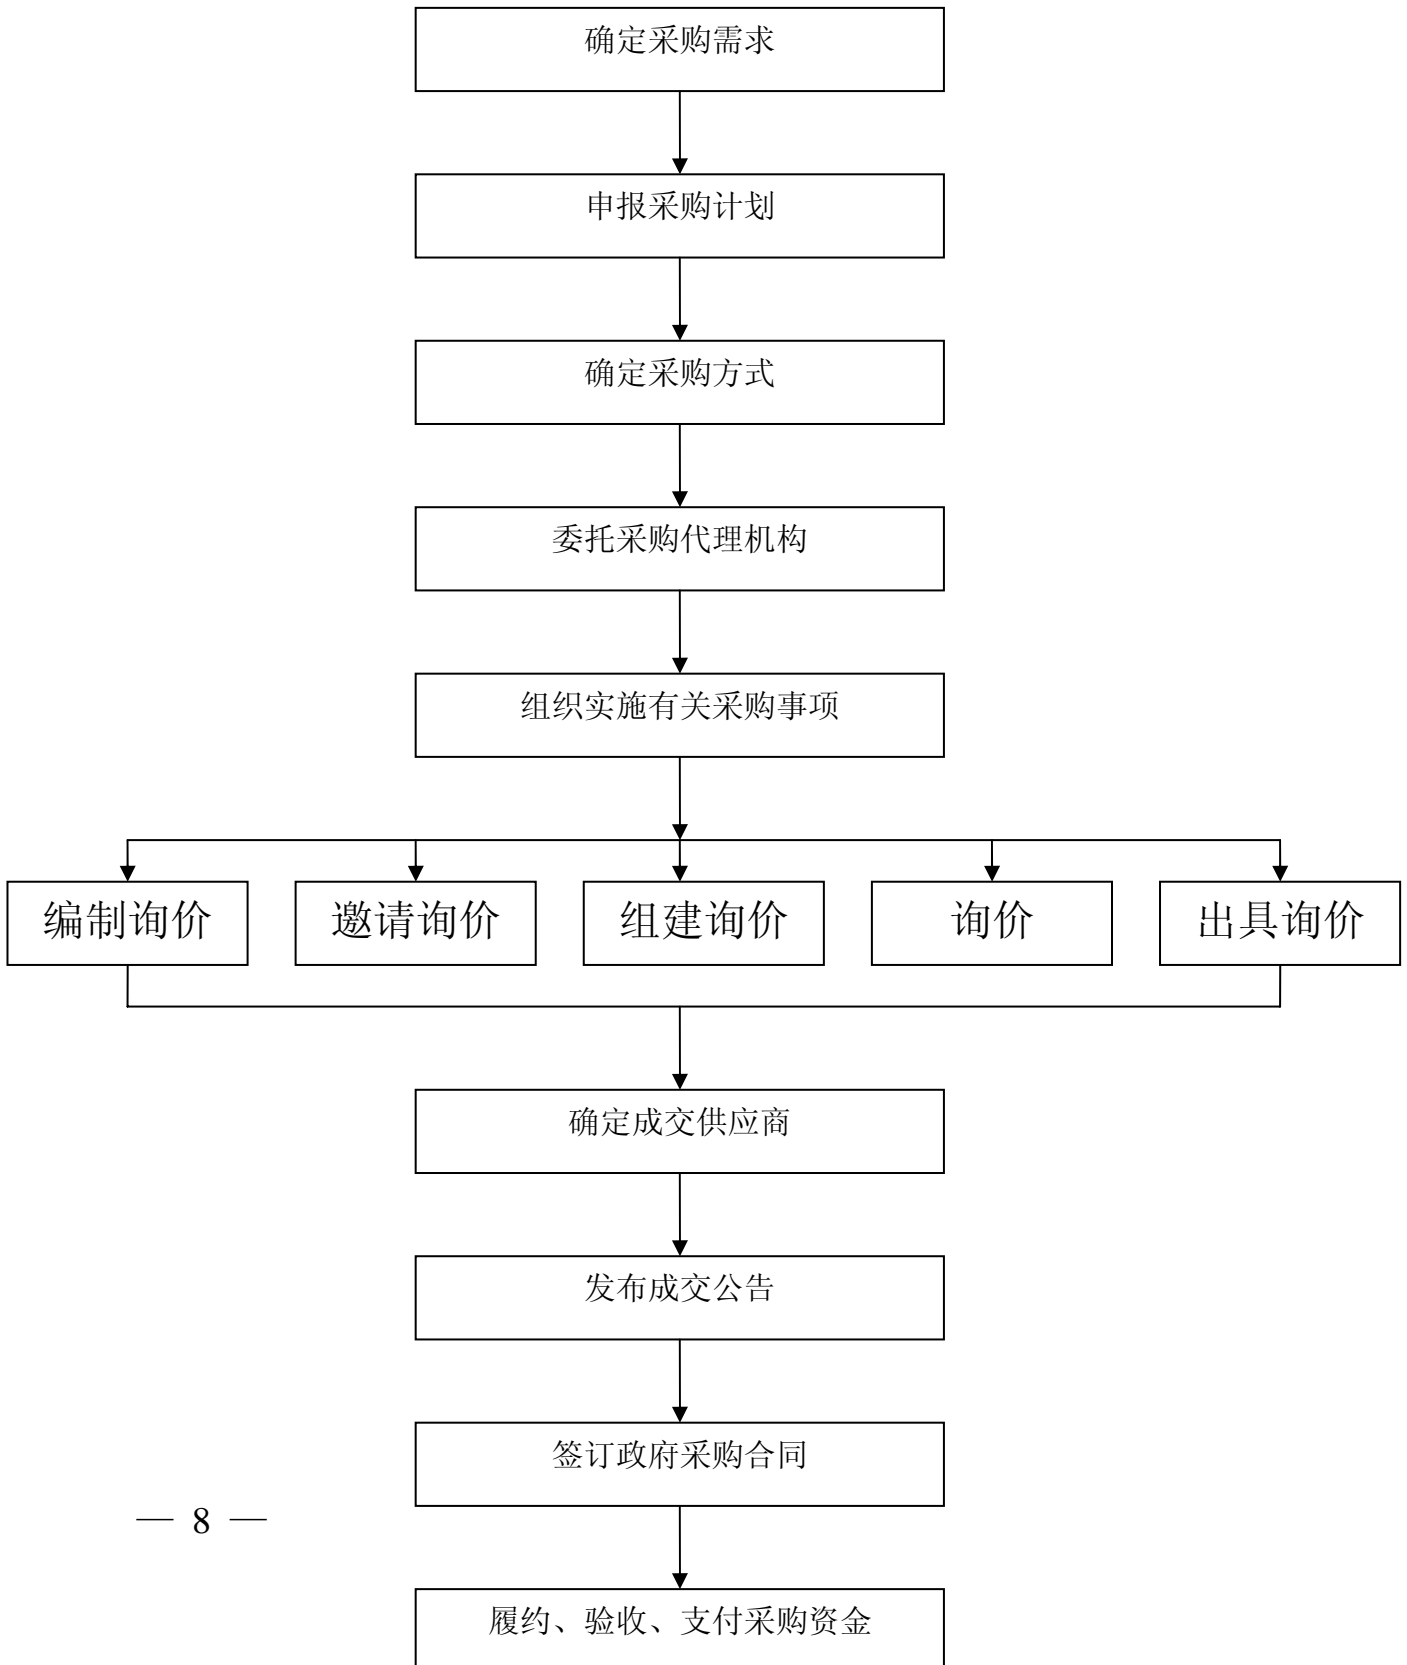 确定采购需求
申报采购计划
确定采购方式
委托采购代理机构
组织实施有关采购事项
编制询价
邀请询价
组建询价
询价
出具询价
确定成交供应商
发布成交公告
签订政府采购合同
— 8 —
履约、验收、支付采购资金